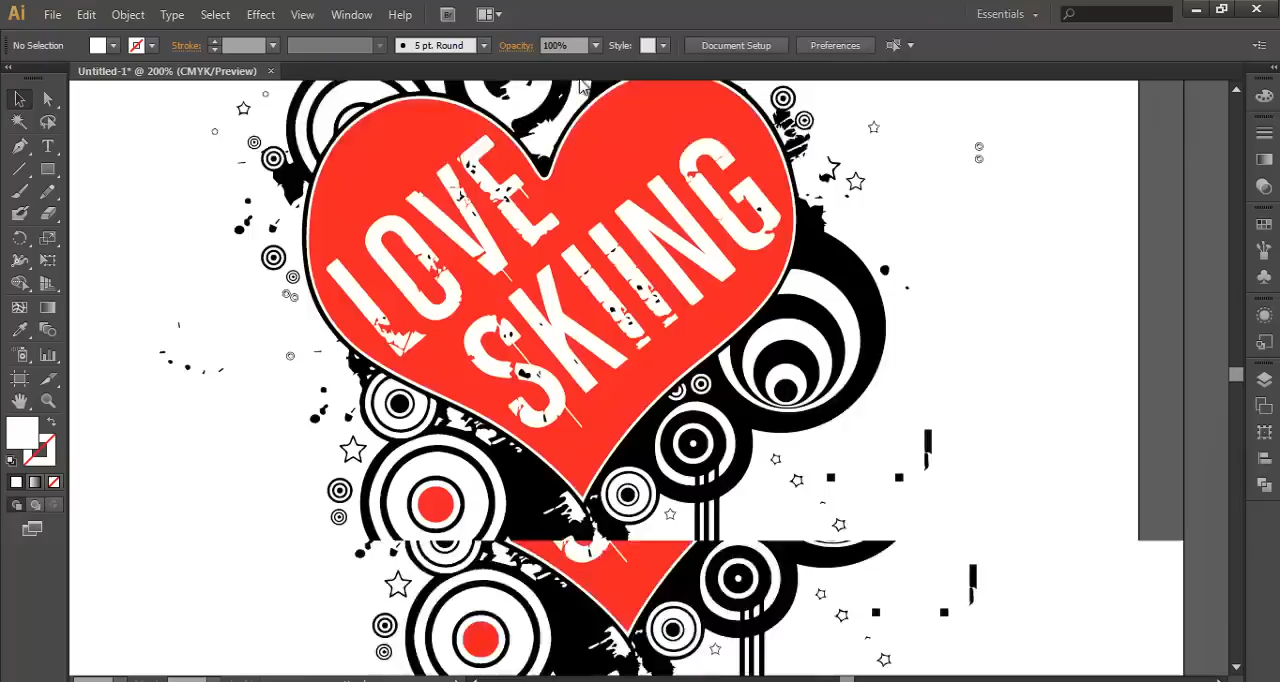 Ai File Edit Object Type Select Effect View Window Help Br Essentials
No Selection Stroke: 5 pt. Round Opacity: 100% Style: Document Setup Preferences
Untitled-1* @ 200% (CMYK/Preview) ×
I LOVE
SKIING